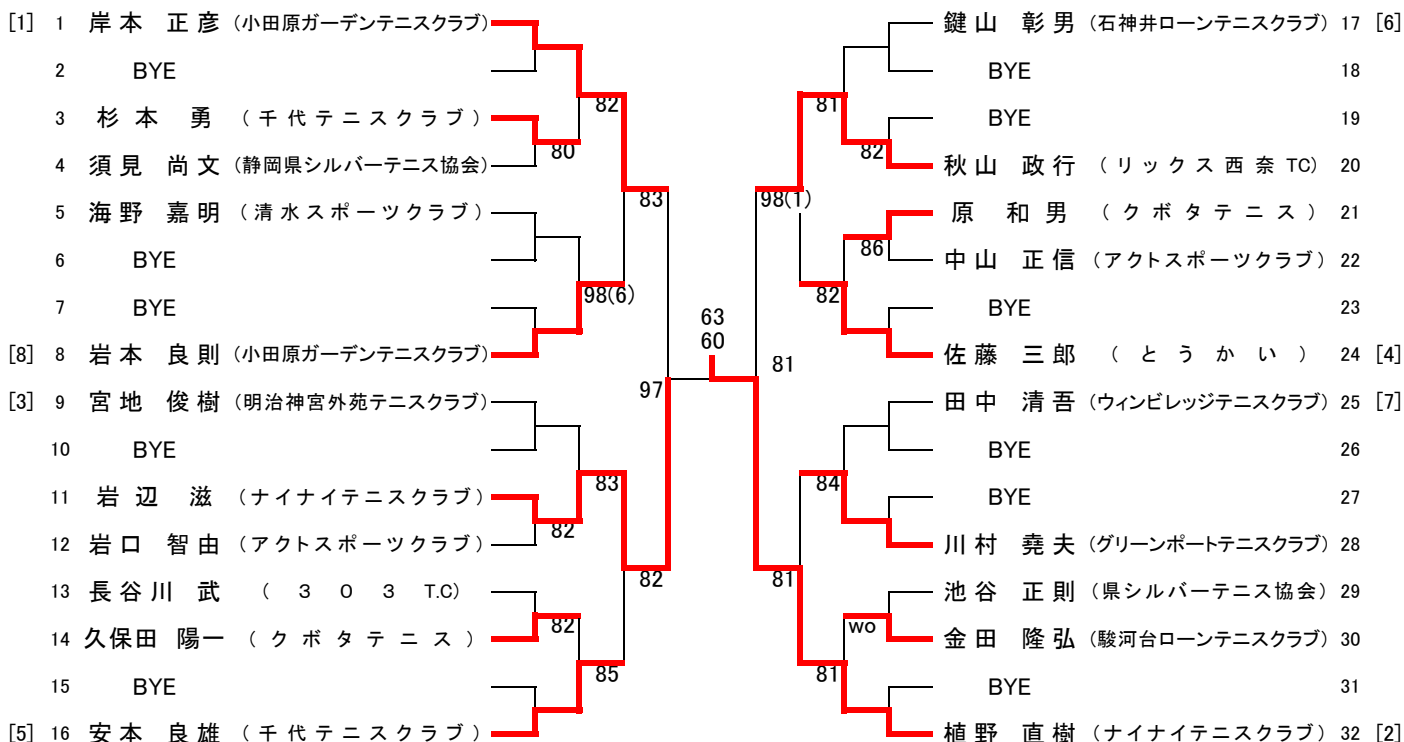 [1] 1 岸本 正彦 (小田原ガーデンテニスクラブ)
2 BYE
82
3 杉本 勇 (千代テニスクラブ)
80
4 須見 尚文 (静岡県シルバーテニス協会)
83
5 海野 嘉明 (清水スポーツクラブ)
6 BYE
98(6)
7 BYE
[8] 8 岩本 良則 (小田原ガーデンテニスクラブ)
97
[3] 9 宮地 俊樹 (明治神宮外苑テニスクラブ)
10 BYE
83
11 岩辺 滋 (ナイナイテニスクラブ)
82
12 岩口 智由 (アクトスポーツクラブ)
82
13 長谷川 武 (303 T.C)
82
14 久保田 陽一 (クボタテニス)
85
15 BYE
[5] 16 安本 良雄 (千代テニスクラブ)
63
60
鍵山 彰男 (石神井ローンテニスクラブ) 17 [6]
BYE 18
81
BYE 19
82
秋山 政行 (リックス西奈 TC) 20
98(1)
原 和男 (クボタテニス) 21
86
中山 正信 (アクトスポーツクラブ) 22
82
BYE 23
佐藤 三郎 (とうかい) 24 [4]
81
田中 清吾 (ウィンビレッジテニスクラブ) 25 [7]
BYE 26
84
BYE 27
川村 堯夫 (グリーンポートテニスクラブ) 28
81
池谷 正則 (県シルバーテニス協会) 29
wo
金田 隆弘 (駿河台ローンテニスクラブ) 30
81
BYE 31
植野 直樹 (ナイナイテニスクラブ) 32 [2]